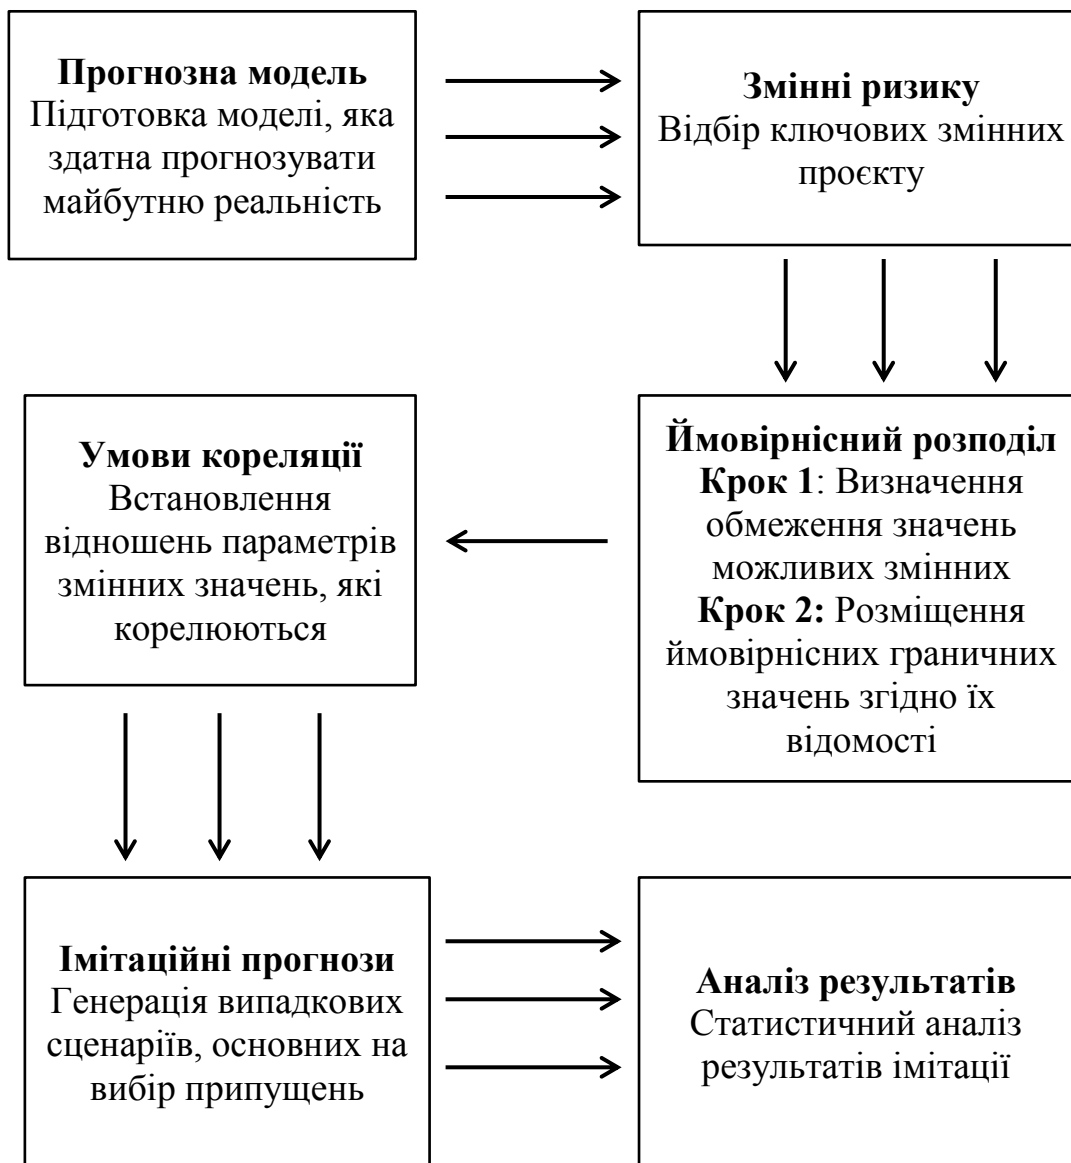 Прогнозна модель
Підготовка моделі, яка
здатна прогнозувати
майбутню реальність
Змінні ризику
Відбір ключових змінних
проєкту
Ймовірнісний розподіл
Крок 1: Визначення
обмеження значень
можливих змінних
Крок 2: Розміщення
ймовірнісних граничних
значень згідно їх
відомості
Умови кореляції
Встановлення
відношень параметрів
змінних значень, які
корелюються
Імітаційні прогнози
Генерація випадкових
сценаріїв, основних на
вибір припущень
Аналіз результатів
Статистичний аналіз
результатів імітації